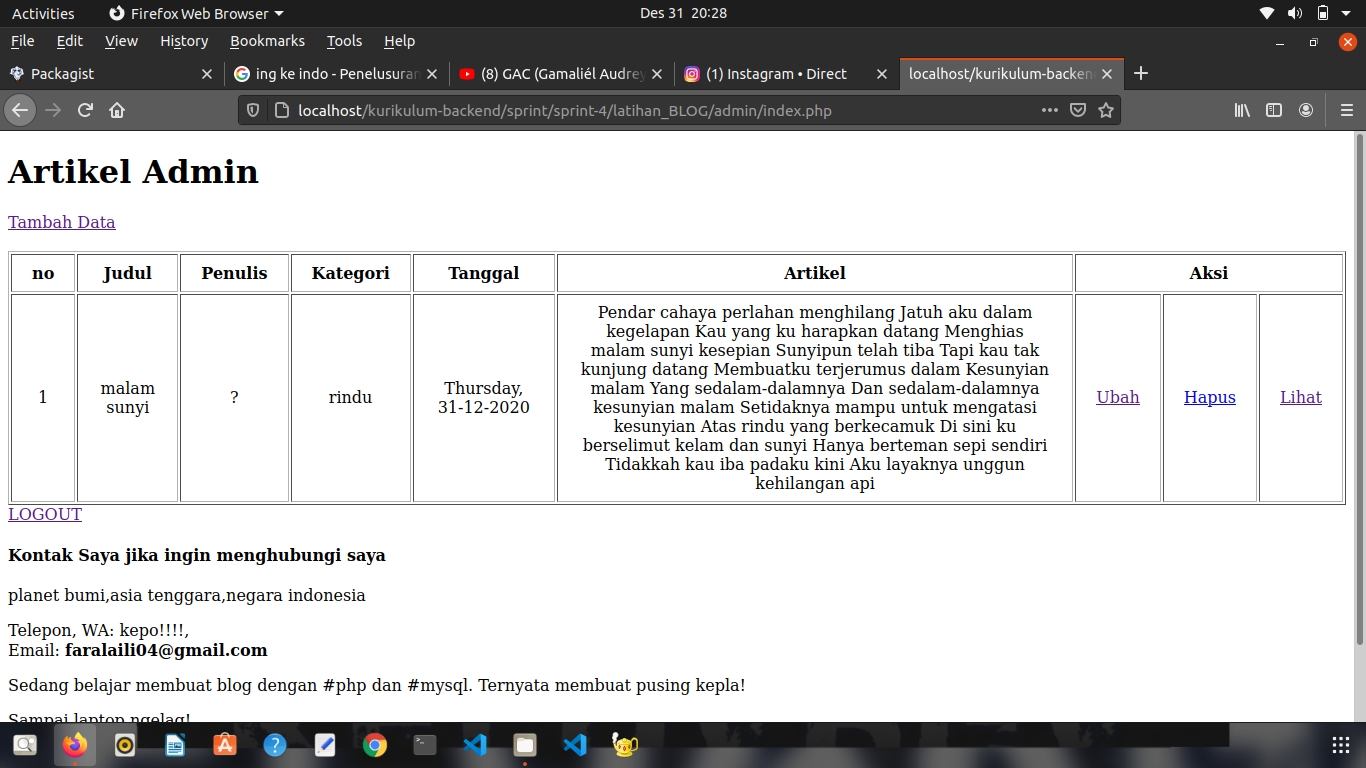 Activities Firefox Web Browser Des 31 20:28
File Edit View History Bookmarks Tools Help
Packagist ing ke indo - Penelusuran (8) GAC (Gamaliél Audrey (1) Instagram • Direct localhost/kurikulum-backen
localhost/kurikulum-backend/sprint/sprint-4/latihan_BLOG/admin/index.php
Artikel Admin
Tambah Data
no Judul Penulis Kategori Tanggal Artikel Aksi
1 malam sunyi ? rindu Thursday, 31-12-2020
Pendar cahaya perlahan menghilang Jatuh aku dalam
kegelapan Kau yang ku harapkan datang Menghias
malam sunyi kesepian Sunyipun telah tiba Tapi kau tak
kunjung datang Membuatku terjerumus dalam Kesunyian
malam Yang sedalam-dalamnya Dan sedalam-dalamnya
kesunyian malam Setidaknya mampu untuk mengatasi
kesunyian Atas rindu yang berkecamuk Di sini ku
berselimut kelam dan sunyi Hanya berteman sepi sendiri
Tidakkah kau iba padaku kini Aku layaknya unggun
kehilangan api
Ubah Hapus Lihat
LOGOUT
Kontak Saya jika ingin menghubungi saya
planet bumi,asia tenggara,negara indonesia
Telepon, WA: kepo!!!!,
Email: faralaili04@gmail.com
Sedang belajar membuat blog dengan #php dan #mysql. Ternyata membuat pusing kepla!
Sampai laptop ngelag!